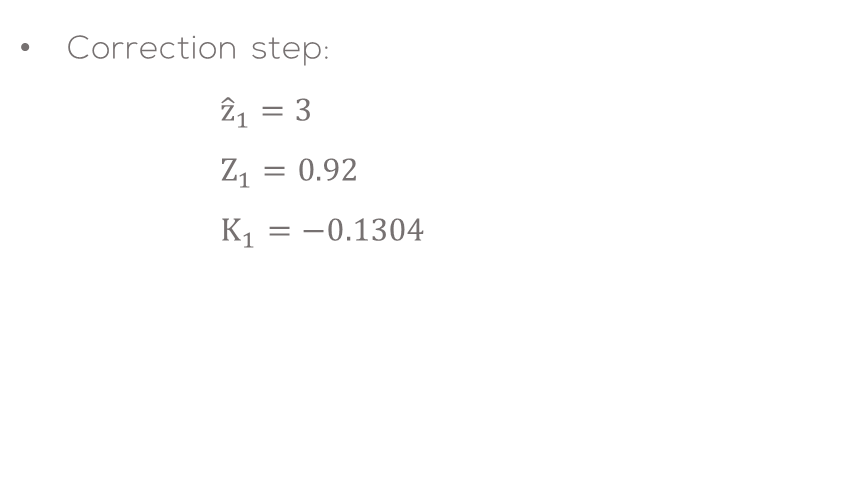 • Correction step:
ẑ₁ = 3
Z₁ = 0.92
K₁ = −0.1304